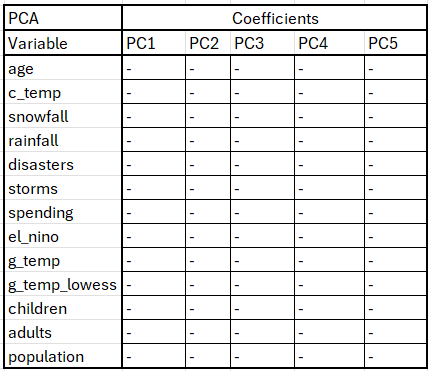 PCA Coefficients
Variable PC1 PC2 PC3 PC4 PC5
age - - - - -
c_temp - - - - -
snowfall - - - - -
rainfall - - - - -
disasters - - - - -
storms - - - - -
spending - - - - -
el_nino - - - - -
g_temp - - - - -
g_temp_lowess - - - - -
children - - - - -
adults - - - - -
population - - - - -